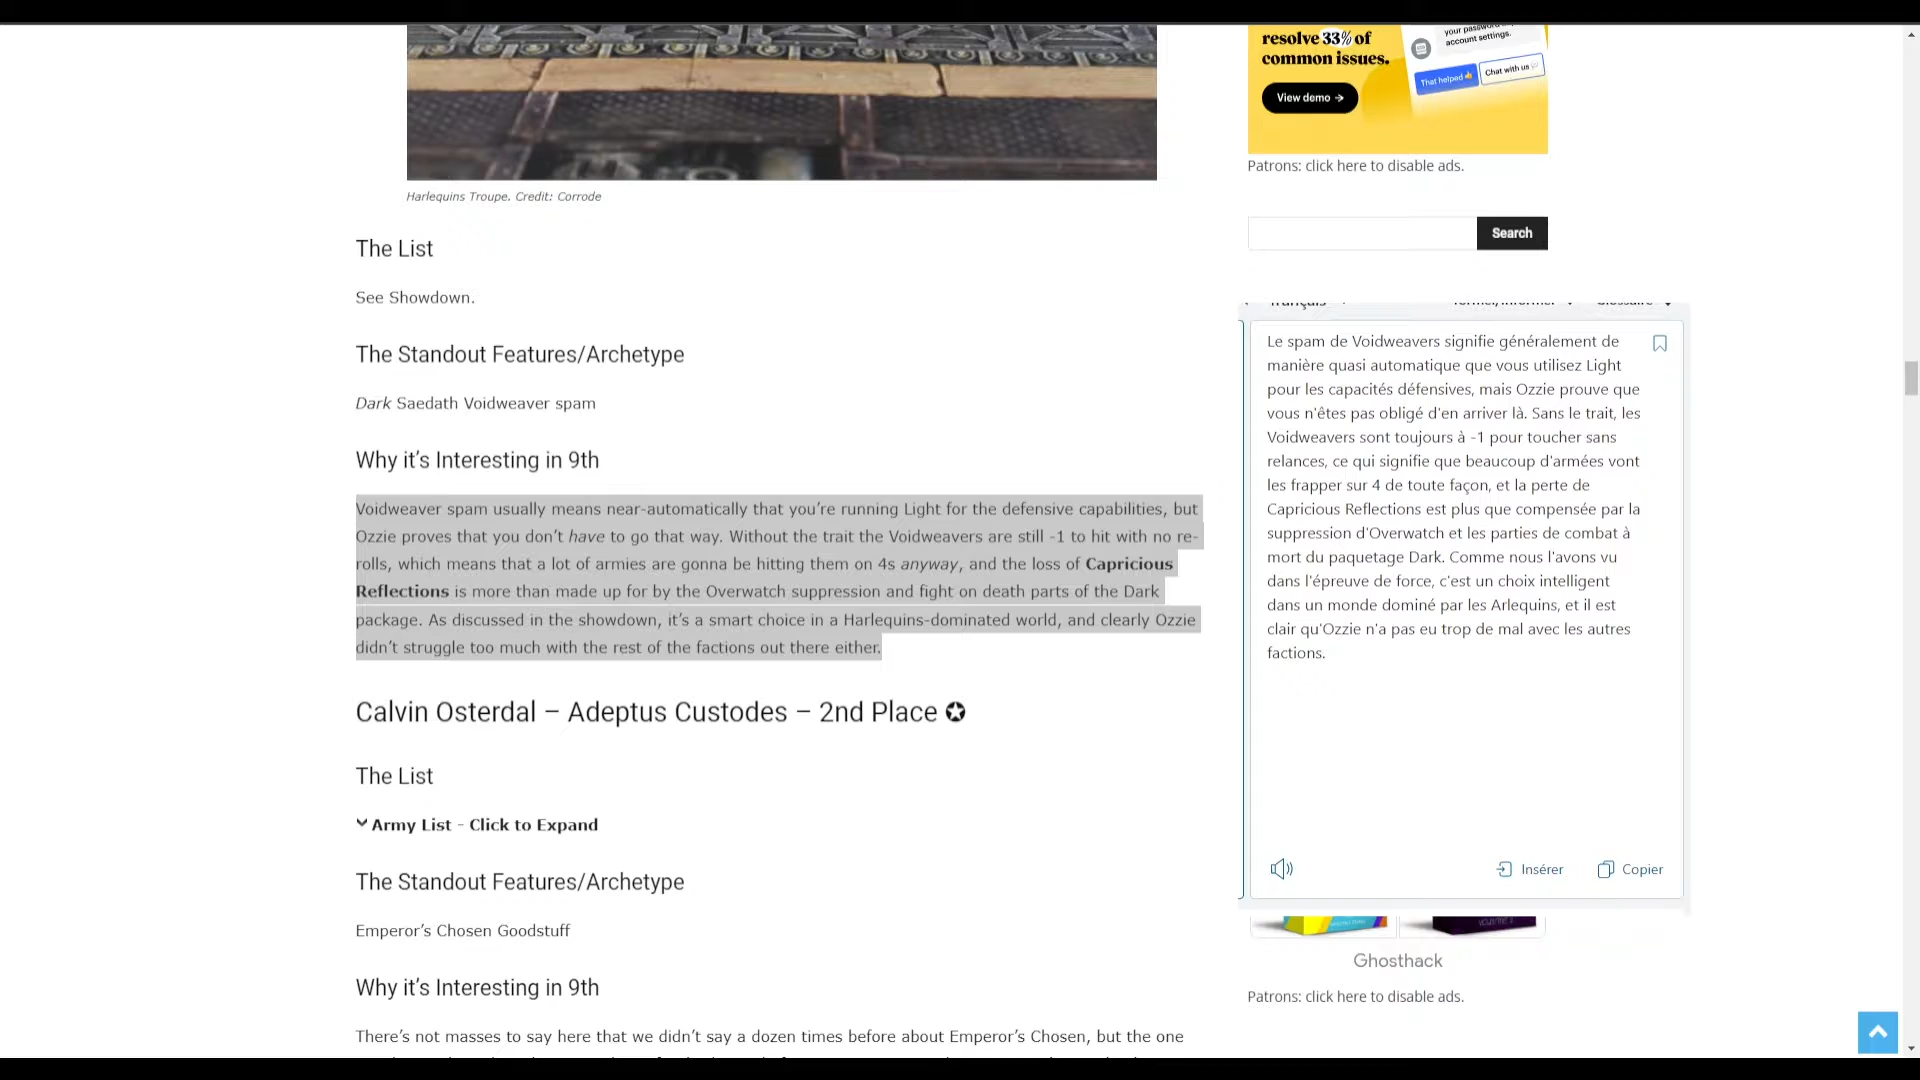 Harlequins Troupe. Credit: Corrode
The List
See Showdown.
The Standout Features/Archetype
Dark Saedath Voidweaver spam
Why it’s Interesting in 9th
Voidweaver spam usually means near-automatically that you’re running Light for the defensive capabilities, but
Ozzie proves that you don’t have to go that way. Without the trait the Voidweavers are still -1 to hit with no re-
rolls, which means that a lot of armies are gonna be hitting them on 4s anyway, and the loss of Capricious
Reflections is more than made up for by the Overwatch suppression and fight on death parts of the Dark
package. As discussed in the showdown, it’s a smart choice in a Harlequins-dominated world, and clearly Ozzie
didn’t struggle too much with the rest of the factions out there either.
Calvin Osterdal – Adeptus Custodes – 2nd Place
The List
Army List - Click to Expand
The Standout Features/Archetype
Emperor’s Chosen Goodstuff
Why it’s Interesting in 9th
There’s not masses to say here that we didn’t say a dozen times before about Emperor’s Chosen, but the one
resolve 33% of
common issues.
View demo →
your password
account settings.
That helped
Chat with us
Patrons: click here to disable ads.
Search
français
Le spam de Voidweavers signifie généralement de
manière quasi automatique que vous utilisez Light
pour les capacités défensives, mais Ozzie prouve que
vous n'êtes pas obligé d'en arriver là. Sans le trait, les
Voidweavers sont toujours à -1 pour toucher sans
relances, ce qui signifie que beaucoup d'armées vont
les frapper sur 4 de toute façon, et la perte de
Capricious Reflections est plus que compensée par la
suppression d'Overwatch et les parties de combat à
mort du paquetage Dark. Comme nous l'avons vu
dans l'épreuve de force, c'est un choix intelligent
dans un monde dominé par les Arlequins, et il est
clair qu'Ozzie n'a pas eu trop de mal avec les autres
factions.
Insérer
Copier
Ghosthack
Patrons: click here to disable ads.